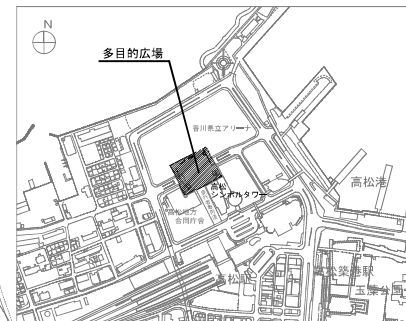 N
多目的広場
香川県立アリーナ
高松
シンボルタワー
高松地方
合同庁舎
高松港
高松駅
高松築港駅
玉藻公園